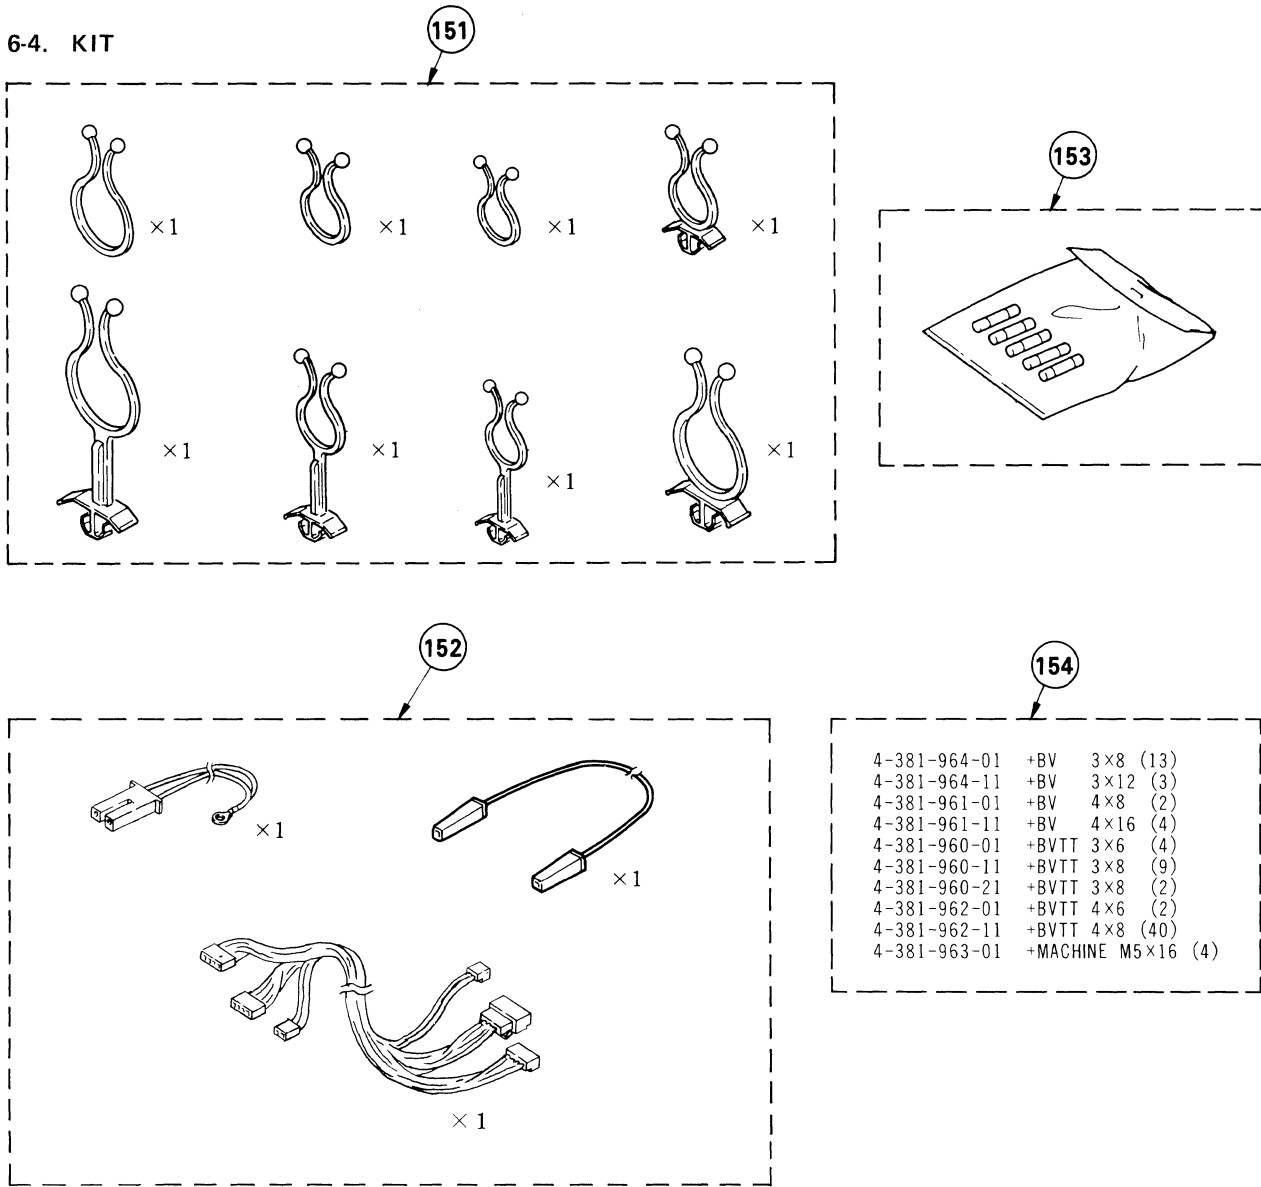 6-4. KIT
151
×1
×1
×1
×1
×1
×1
×1
×1
153
152
×1
×1
×1
154
4-381-964-01 +BV 3×8 (13)
4-381-964-11 +BV 3×12 (3)
4-381-961-01 +BV 4×8 (2)
4-381-961-11 +BV 4×16 (4)
4-381-960-01 +BVTT 3×6 (4)
4-381-960-11 +BVTT 3×8 (9)
4-381-960-21 +BVTT 3×8 (2)
4-381-962-01 +BVTT 4×6 (2)
4-381-962-11 +BVTT 4×8 (40)
4-381-963-01 +MACHINE M5×16 (4)